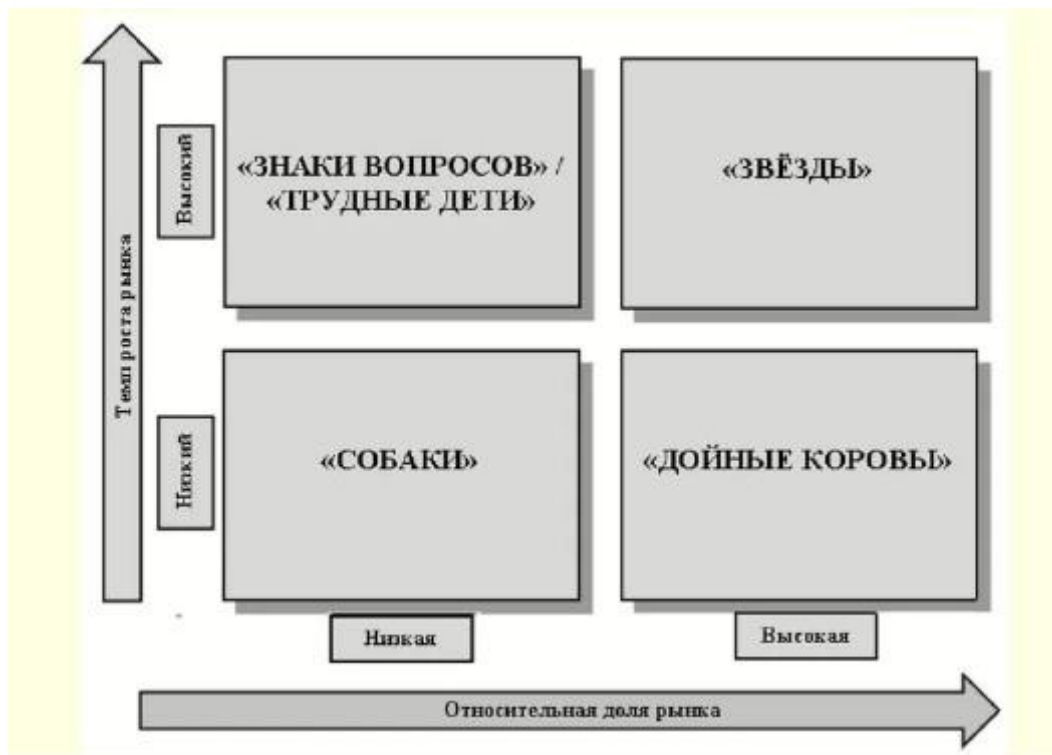 Темп роста рынка
Высокий
«ЗНАКИ ВОПРОСОВ» /
«ТРУДНЫЕ ДЕТИ»
«ЗВЁЗДЫ»
Низкий
«СОБАКИ»
«ДОЙНЫЕ КОРОВЫ»
Низкая
Высокая
Относительная доля рынка